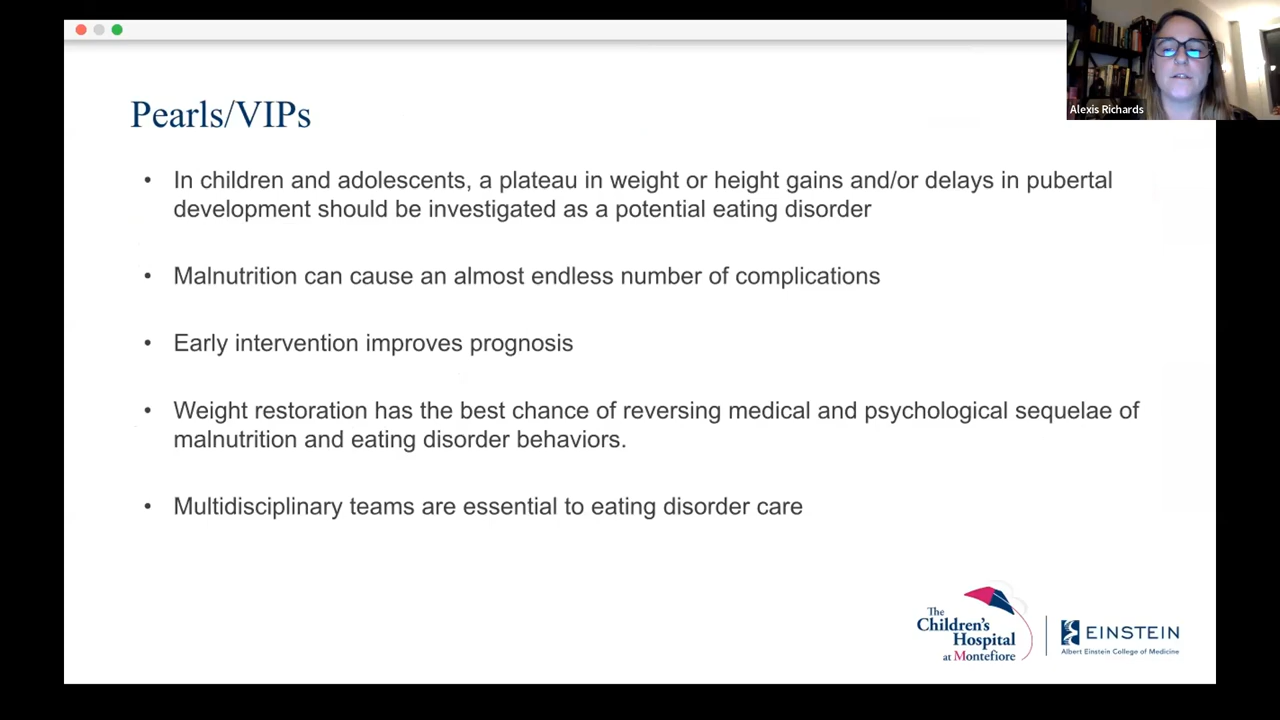 Alexis Richards
Pearls/VIPs
• In children and adolescents, a plateau in weight or height gains and/or delays in pubertal
development should be investigated as a potential eating disorder
• Malnutrition can cause an almost endless number of complications
• Early intervention improves prognosis
• Weight restoration has the best chance of reversing medical and psychological sequelae of
malnutrition and eating disorder behaviors.
• Multidisciplinary teams are essential to eating disorder care
The
Children's
Hospital
at Montefiore
EINSTEIN
Albert Einstein College of Medicine